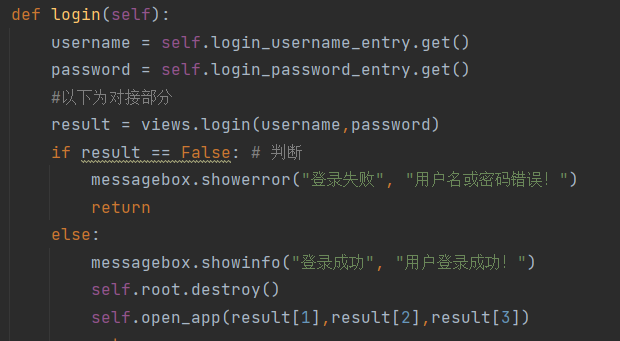 def login(self):
username = self.login_username_entry.get()
password = self.login_password_entry.get()
#以下为对接部分
result = views.login(username,password)
if result == False: # 判断
messagebox.showerror("登录失败", "用户名或密码错误！")
return
else:
messagebox.showinfo("登录成功", "用户登录成功！")
self.root.destroy()
self.open_app(result[1],result[2],result[3])